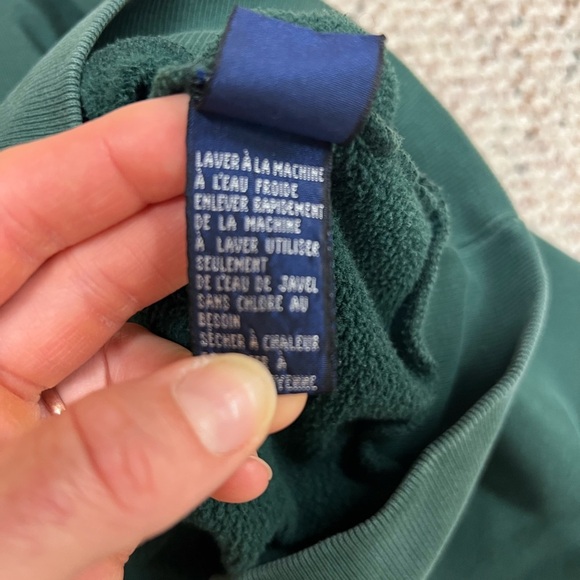 LAVER À LA MACHINE
À L'EAU FROIDE
ENLEVER RAPIDEMENT
DE LA MACHINE
À LAVER UTILISER
SEULEMENT
DE L'EAU DE JAVEL
SANS CHLORE AU
BESOIN
SÉCHER À CHALEUR
À